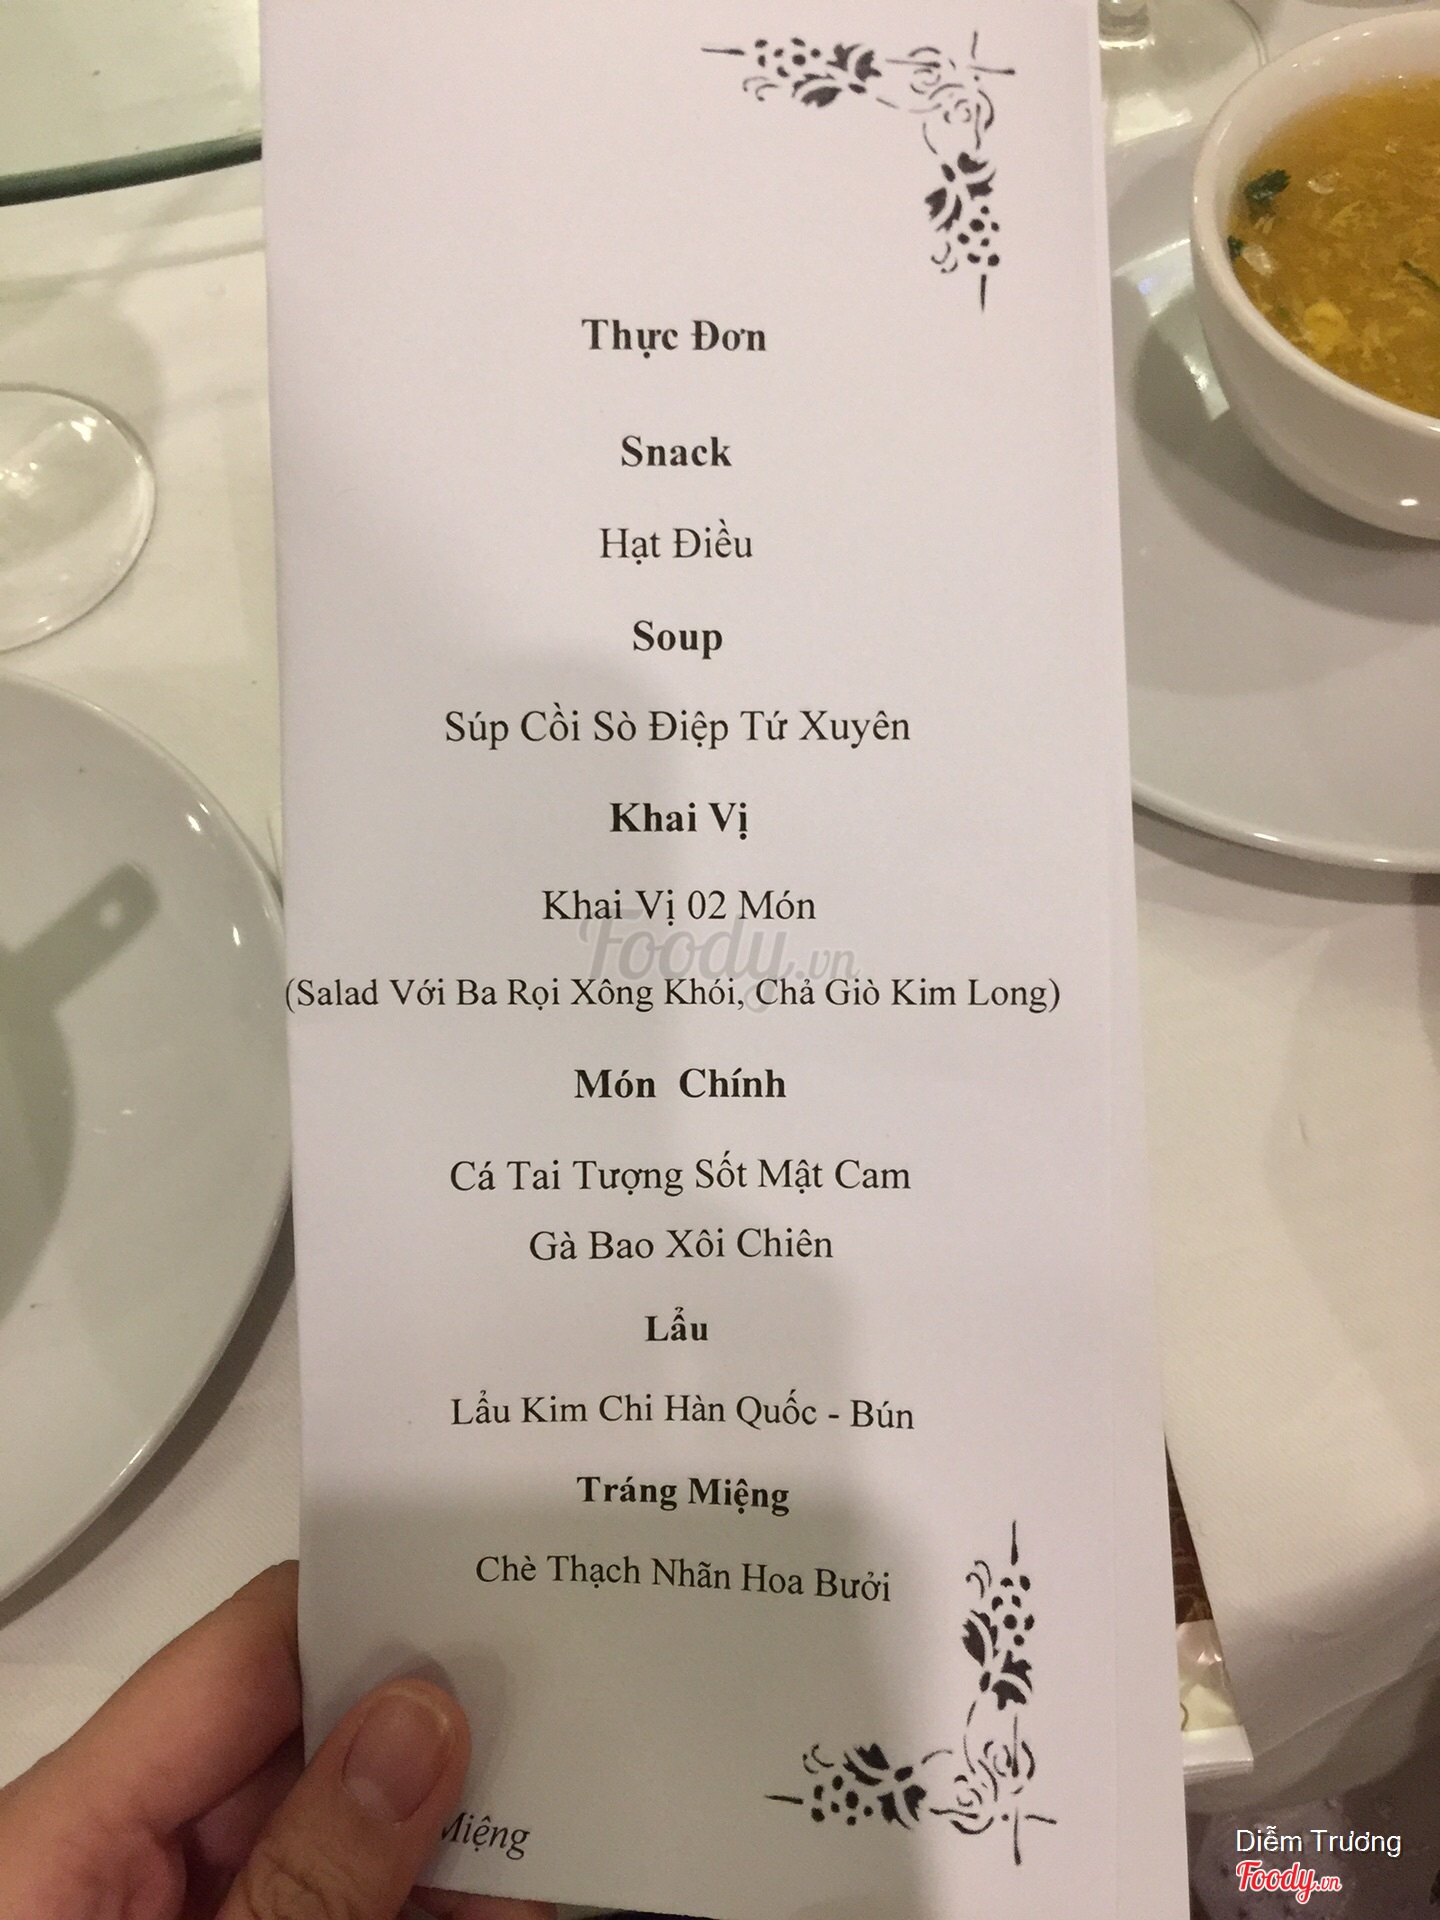 Thực Đơn
Snack
Hạt Điều
Soup
Súp Cồi Sò Điệp Tứ Xuyên
Khai Vị
Khai Vị 02 Món
Foody.vn
(Salad Với Ba Rọi Xông Khói, Chả Giò Kim Long)
Món Chính
Cá Tai Tượng Sốt Mật Cam
Gà Bao Xôi Chiên
Lẩu
Lẩu Kim Chi Hàn Quốc - Bún
Tráng Miệng
Chè Thạch Nhãn Hoa Bưởi
Miệng
Diễm Trương
Foody.vn